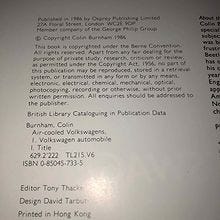 Published in 1986 by Osprey Publishing Limited
27A Floral Street, London WC2E 9DP
Member company of the George Philip Group
© Copyright Colin Burnham 1986
This book is copyrighted under the Berne Convention.
All rights reserved. Apart from any fair dealing for the
purpose of private study, research, criticism or review, as
permitted under the Copyright Act, 1956, no part of
this publication may be reproduced, stored in a retrieval
system, or transmitted in any form or by any means,
electronic, electrical, chemical, mechanical, optical,
photocopying, recording or otherwise, without prior
written permission. All enquiries should be addressed
to the publisher.
British Library Cataloguing in Publication Data
Burnham, Colin
Air-cooled Volkswagens.
1. Volkswagen automobile
I. Title
629.2'222 TL215.V6
ISBN 0-85045-733-5
Editor Tony Thacke
Design David Tarbut
Printed in Hong Kong
About
Colin